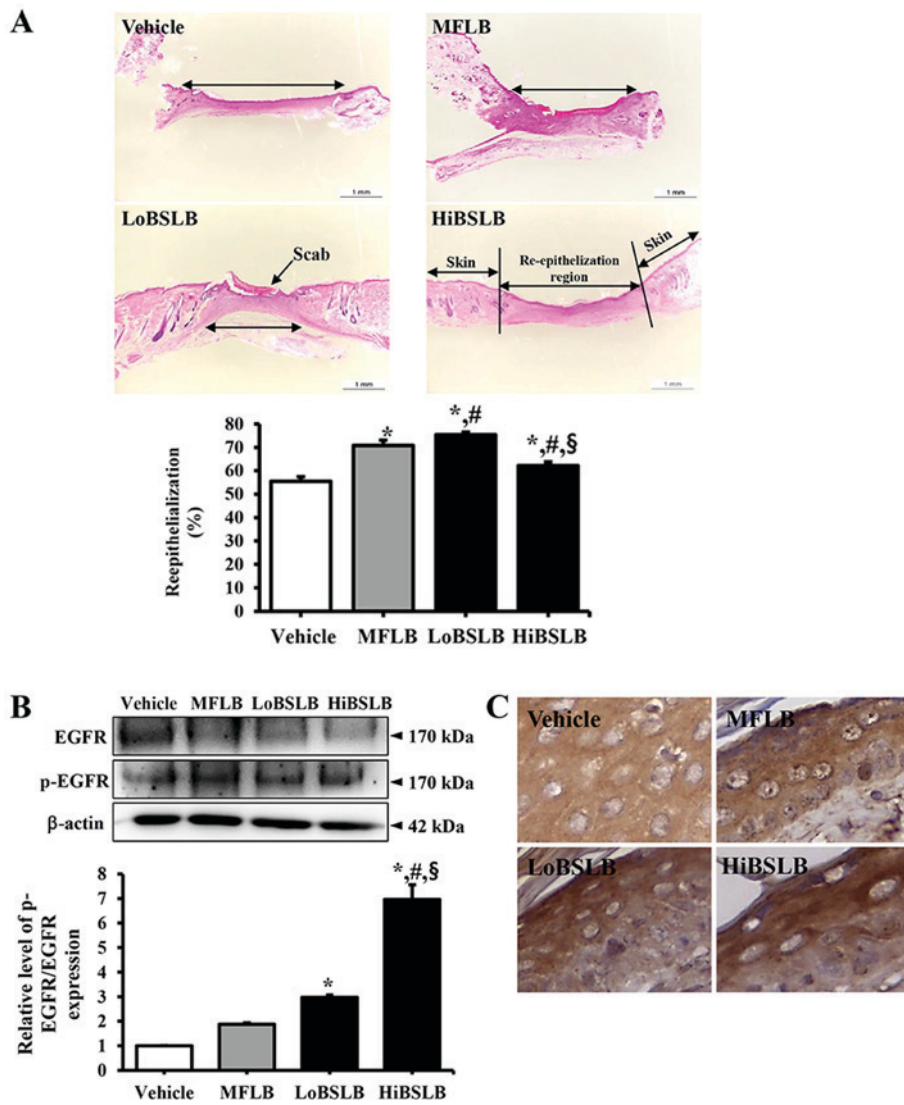 A
Vehicle
1 mm
MFLB
1 mm
LoBSLB
Scab
1 mm
HiBSLB
Skin
Re-epithelization
region
Skin
1 mm
Reepithelialization
(%)
80
70
60
50
40
30
20
10
0
*
*,#
*,#,§
Vehicle MFLB LoBSLB HiBSLB
B
Vehicle MFLB LoBSLB HiBSLB
EGFR 170 kDa
p-EGFR 170 kDa
β-actin 42 kDa
Relative level of p-
EGFR/EGFR
expression
8
7
6
5
4
3
2
1
0
*
*,#,§
Vehicle MFLB LoBSLB HiBSLB
C
Vehicle
MFLB
LoBSLB
HiBSLB